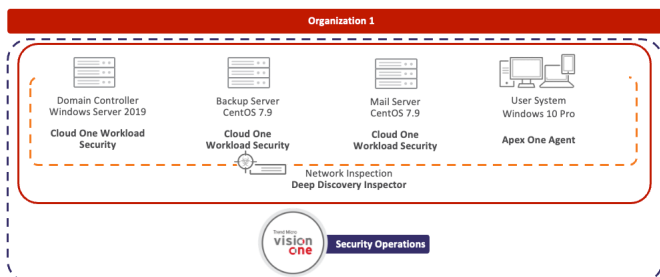 Organization 1
Domain Controller
Windows Server 2019
Cloud One Workload
Security
Backup Server
CentOS 7.9
Cloud One
Workload Security
Mail Server
CentOS 7.9
Cloud One
Workload Security
User System
Windows 10 Pro
Apex One Agent
Network Inspection
Deep Discovery Inspector
Trend Micro
vision
one
Security Operations